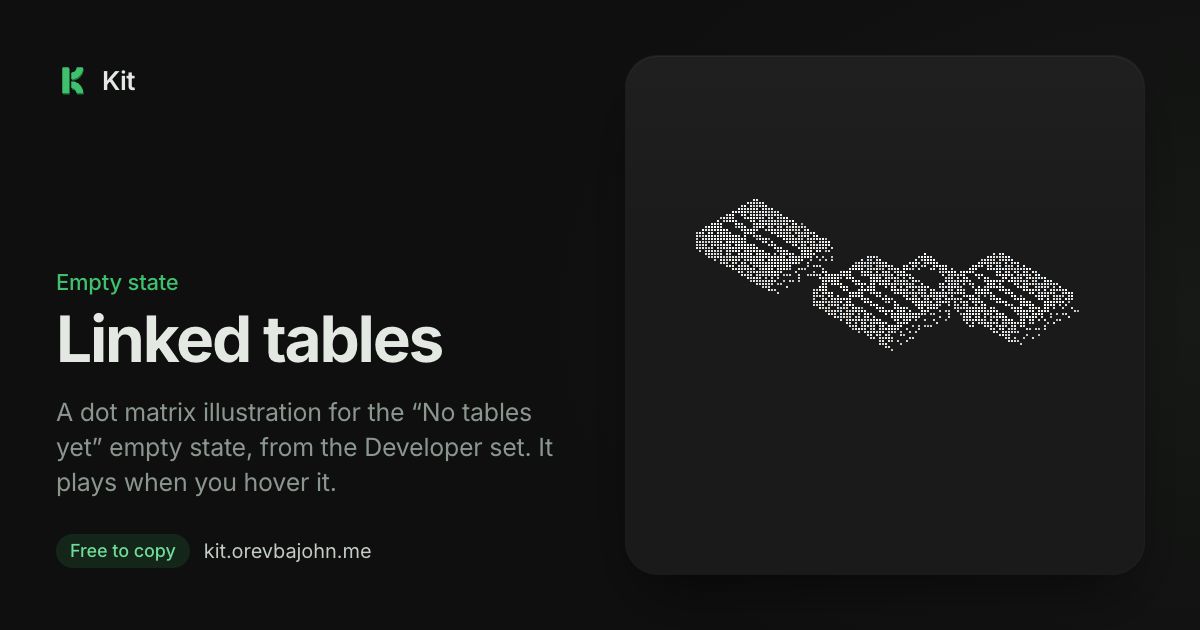 Kit
Empty state
Linked tables
A dot matrix illustration for the “No tables
yet” empty state, from the Developer set. It
plays when you hover it.
Free to copy
kit.orevbajohn.me